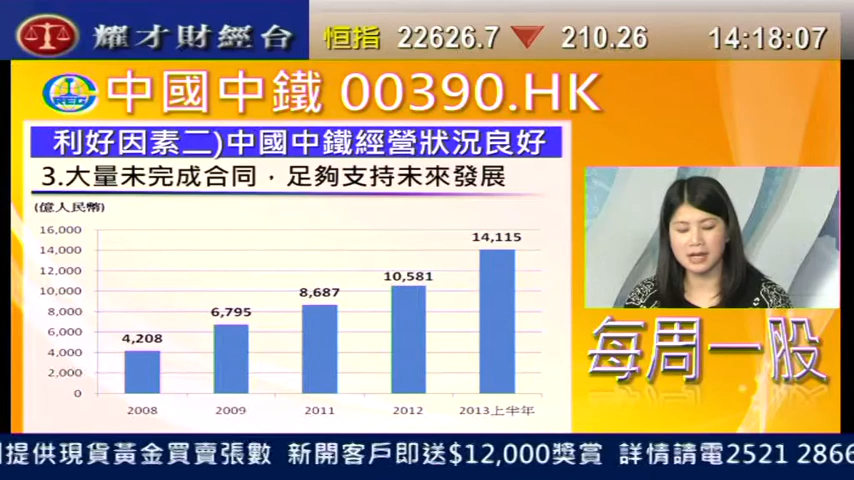 耀才財經台
恒指 22626.7 ▼ 210.26 14:18:07
中國中鐵 00390.HK
利好因素二)中國中鐵經營狀況良好
3.大量未完成合同，足夠支持未來發展
(億人民幣)
16,000
14,000
12,000
10,000
8,000
6,000
4,000
2,000
0
4,208
6,795
8,687
10,581
14,115
2008 2009 2011 2012 2013上半年
每周一股
提供現貨黃金買賣張數 新開客戶即送$12,000獎賞 詳情請電2521 2866